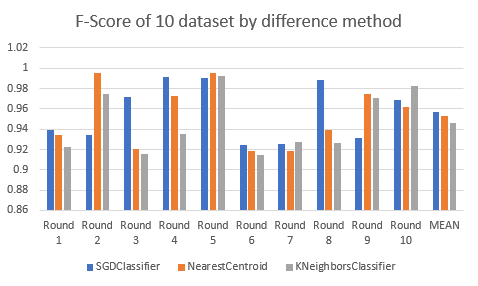 F-Score of 10 dataset by difference method
1.02
1
0.98
0.96
0.94
0.92
0.9
0.88
0.86
Round 1
Round 2
Round 3
Round 4
Round 5
Round 6
Round 7
Round 8
Round 9
Round 10
MEAN
SGDClassifier
NearestCentroid
KNeighborsClassifier